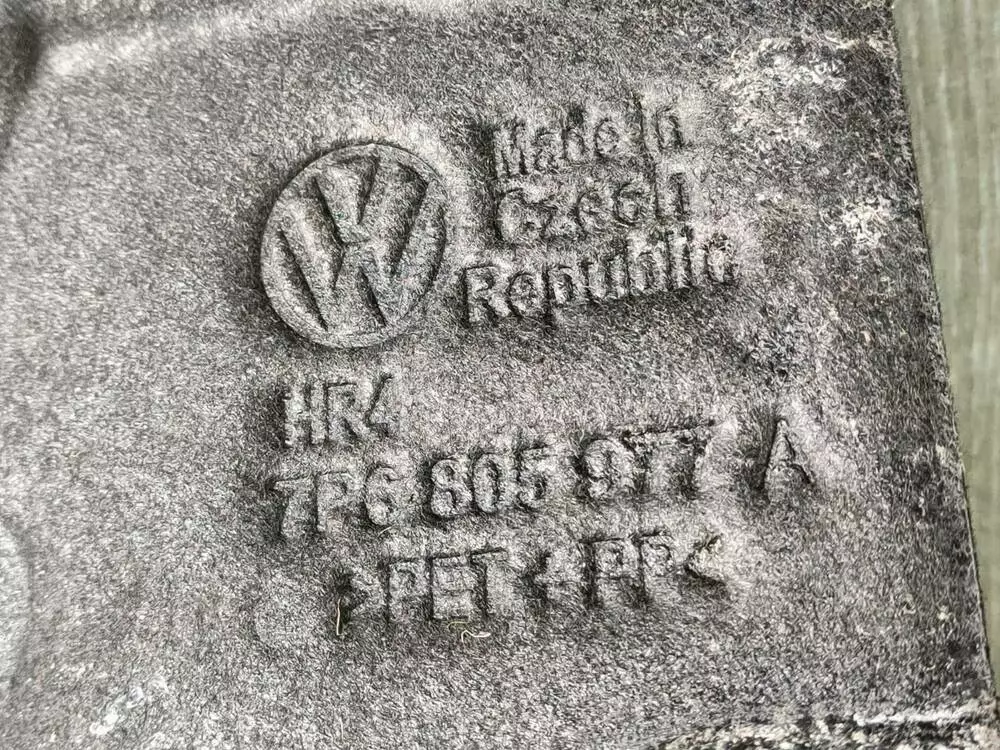 Made in
Czech
Republic
HR4
7P6 805 977 A
>PET+PP<